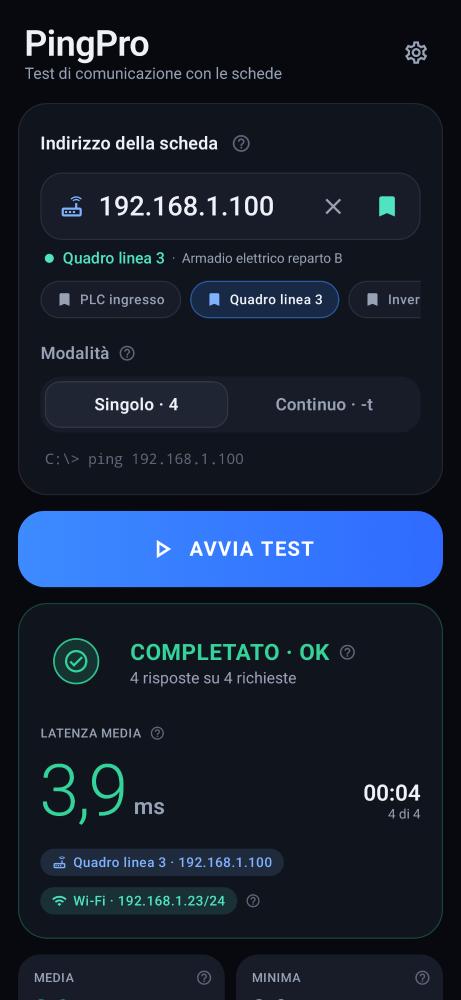 PingPro
Test di comunicazione con le schede
Indirizzo della scheda
192.168.1.100
Quadro linea 3 · Armadio elettrico reparto B
PLC ingresso
Quadro linea 3
Inver
Modalità
Singolo · 4
Continuo · -t
C:\> ping 192.168.1.100
AVVIA TEST
COMPLETATO · OK
4 risposte su 4 richieste
LATENZA MEDIA
3,9 ms
00:04
4 di 4
Quadro linea 3 · 192.168.1.100
Wi-Fi · 192.168.1.23/24
MEDIA
MINIMA